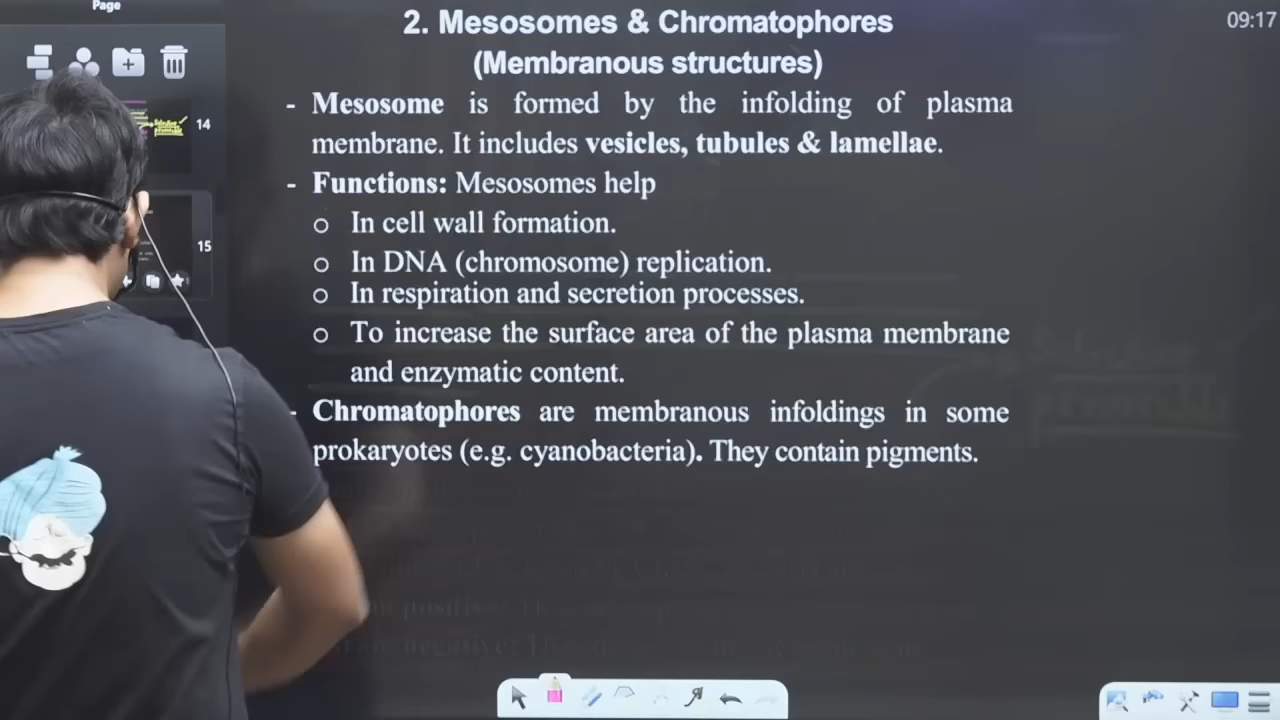 Page
09:17
14
15
2. Mesosomes & Chromatophores
(Membranous structures)
- Mesosome is formed by the infolding of plasma
membrane. It includes vesicles, tubules & lamellae.
- Functions: Mesosomes help
o In cell wall formation.
o In DNA (chromosome) replication.
o In respiration and secretion processes.
o To increase the surface area of the plasma membrane
and enzymatic content.
- Chromatophores are membranous infoldings in some
prokaryotes (e.g. cyanobacteria). They contain pigments.